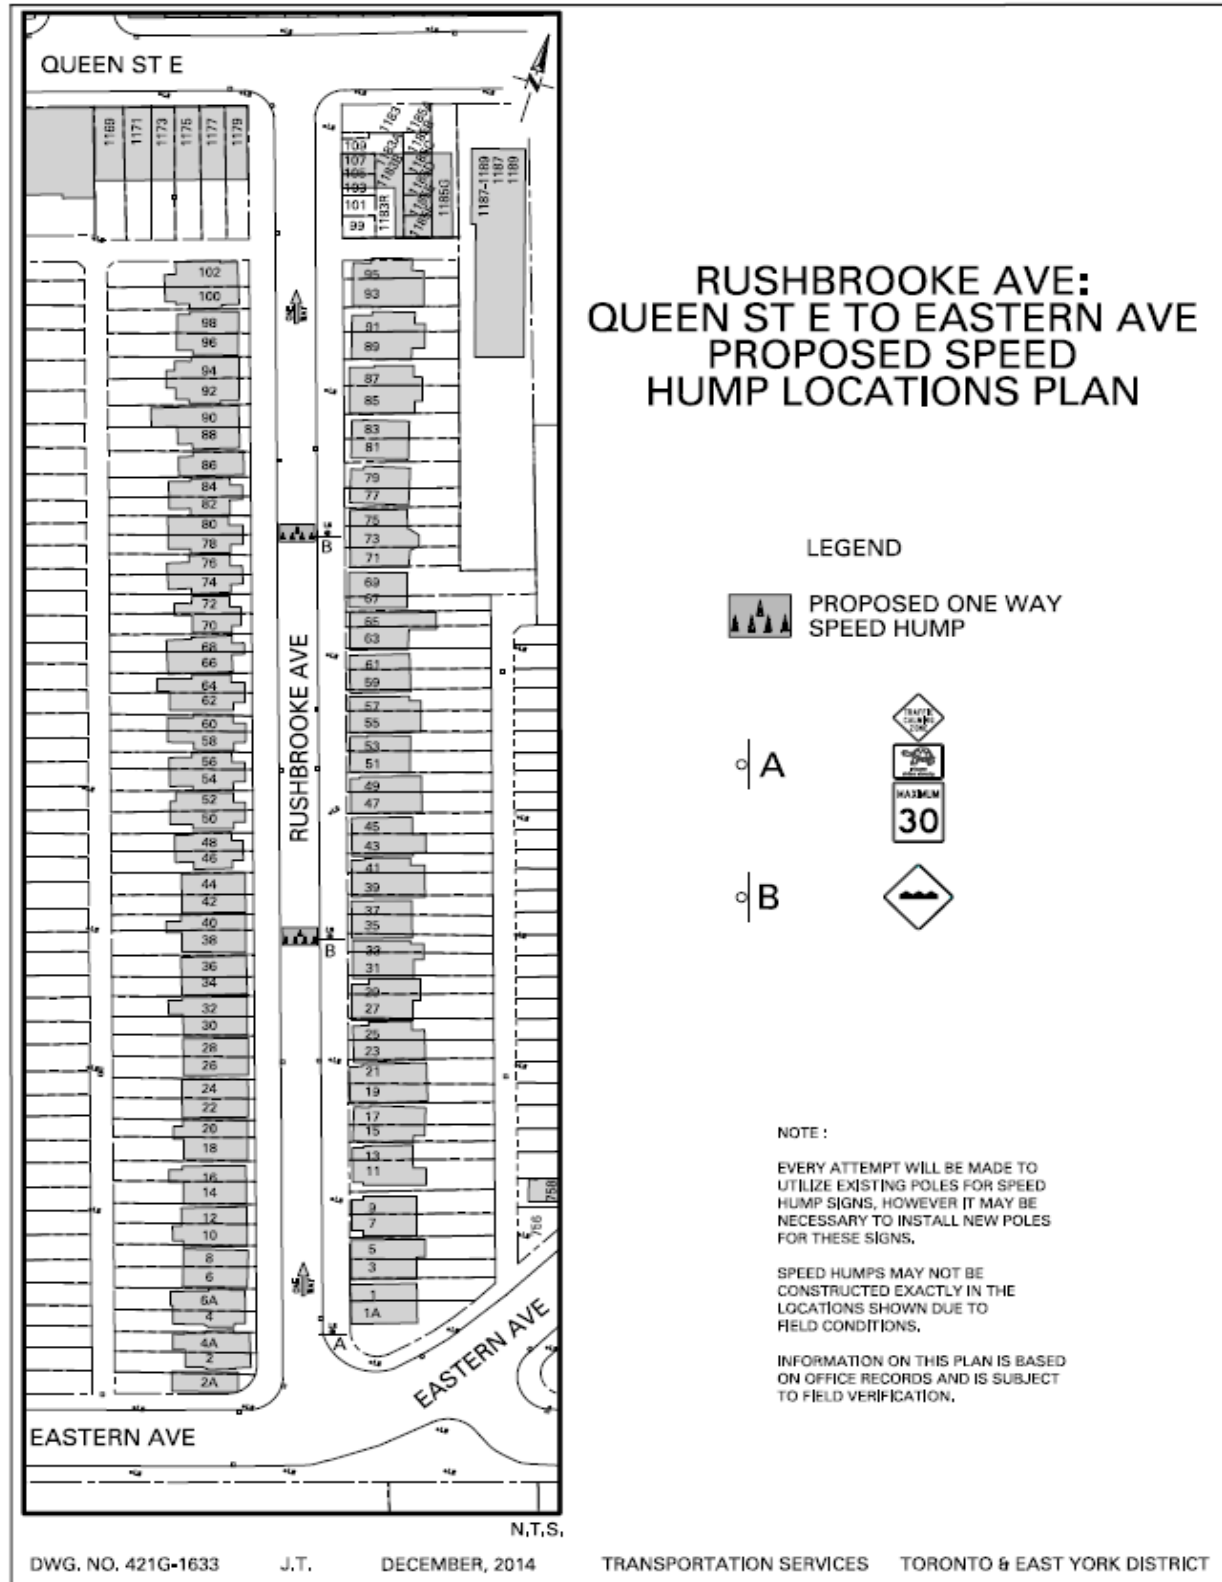 QUEEN ST E
N
1169
1171
1173
1175
1177
1179
1183
1185A
1183A
1183B
1183R
1185G
1187-1189
1187
1189
109
107
105
103
101
99
102
100
98
96
94
92
90
88
86
84
82
80
78
76
74
72
70
68
66
64
62
60
58
56
54
52
50
48
46
44
42
40
38
36
34
32
30
28
26
24
22
20
18
16
14
12
10
8
6
6A
4
4A
2
2A
95
93
91
89
87
85
83
81
79
77
75
73
71
69
67
65
63
61
59
57
55
53
51
49
47
45
43
41
39
37
35
33
31
29
27
25
23
21
19
17
15
13
11
9
7
5
3
1
1A
ONE WAY
B
RUSHBROOKE AVE
B
ONE WAY
A
758
756
EASTERN AVE
EASTERN AVE
RUSHBROOKE AVE:
QUEEN ST E TO EASTERN AVE
PROPOSED SPEED
HUMP LOCATIONS PLAN
LEGEND
PROPOSED ONE WAY
SPEED HUMP
TRAFFIC
CALMING
ZONE
A
MAXIMUM
30
B
NOTE :
EVERY ATTEMPT WILL BE MADE TO
UTILIZE EXISTING POLES FOR SPEED
HUMP SIGNS, HOWEVER IT MAY BE
NECESSARY TO INSTALL NEW POLES
FOR THESE SIGNS.
SPEED HUMPS MAY NOT BE
CONSTRUCTED EXACTLY IN THE
LOCATIONS SHOWN DUE TO
FIELD CONDITIONS.
INFORMATION ON THIS PLAN IS BASED
ON OFFICE RECORDS AND IS SUBJECT
TO FIELD VERIFICATION.
N.T.S.
DWG. NO. 421G-1633 J.T. DECEMBER, 2014 TRANSPORTATION SERVICES TORONTO & EAST YORK DISTRICT